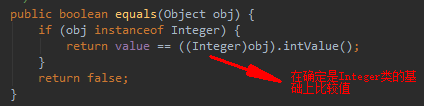 public boolean equals(Object obj) {
if (obj instanceof Integer) {
return value == ((Integer)obj).intValue();
}
return false;
}
在确定是Integer类的基
础上比较值